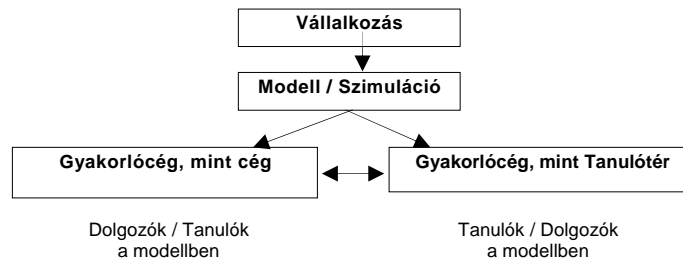 Vállalkozás
Modell / Szimuláció
Gyakorlócég, mint cég
Gyakorlócég, mint Tanulótér
Dolgozók / Tanulók
a modellben
Tanulók / Dolgozók
a modellben